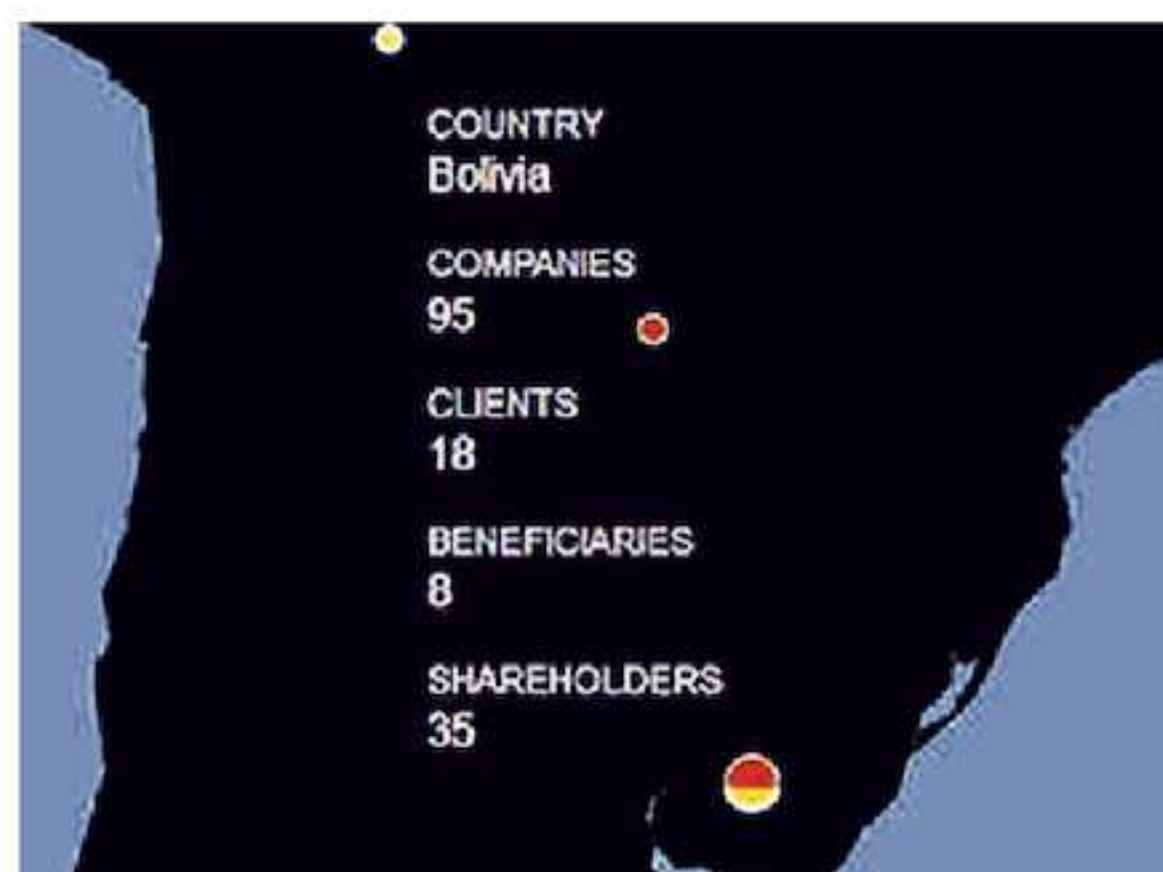 COUNTRY
Bolivia
COMPANIES
95
CLIENTS
18
BENEFICIARIES
8
SHAREHOLDERS
35